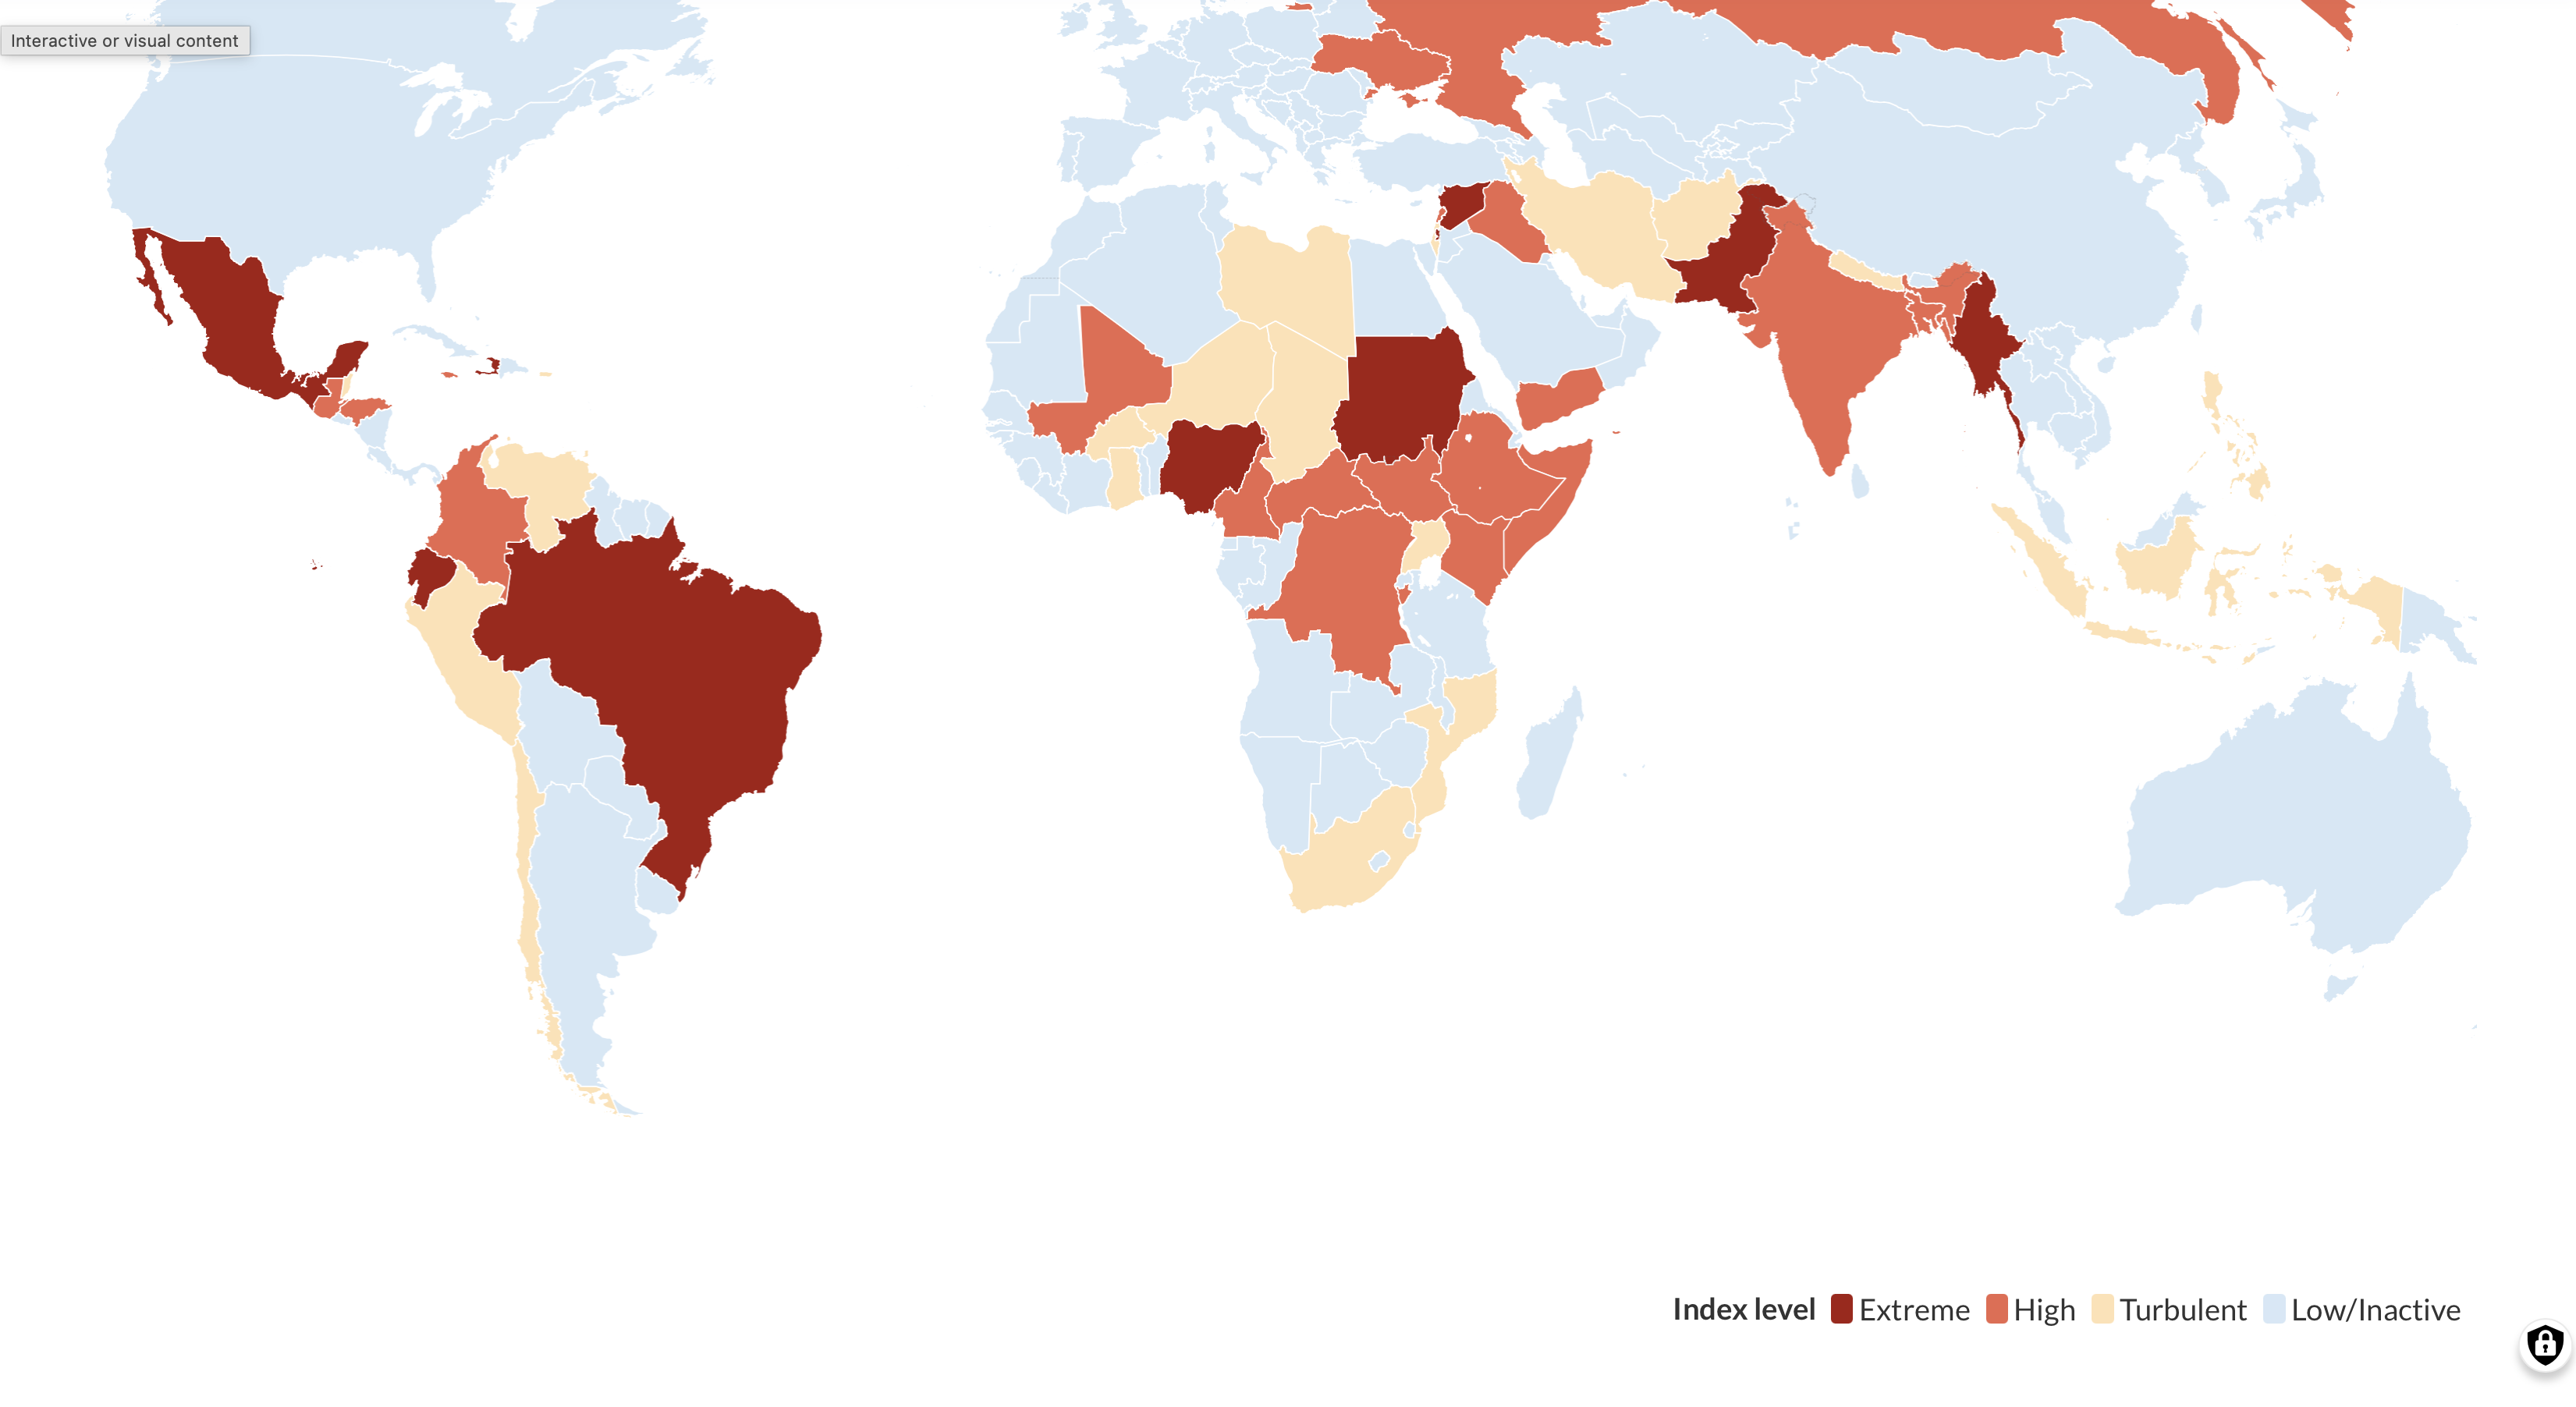 Interactive or visual content
Index level Extreme High Turbulent Low/Inactive